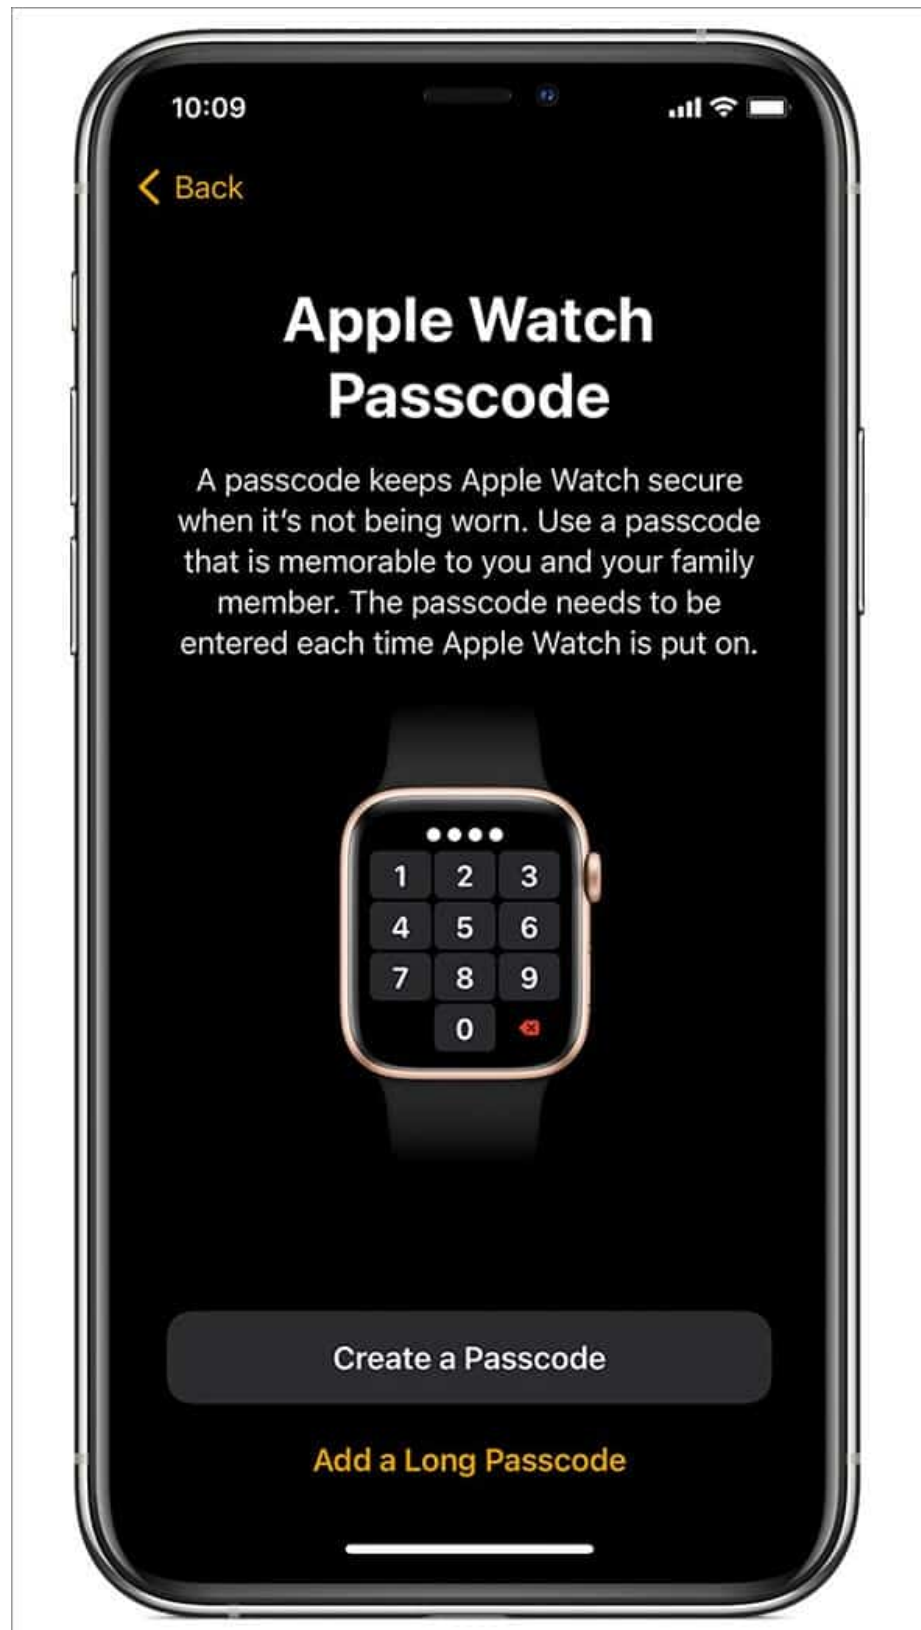 10:09
Back
Apple Watch
Passcode
A passcode keeps Apple Watch secure
when it's not being worn. Use a passcode
that is memorable to you and your family
member. The passcode needs to be
entered each time Apple Watch is put on.
1 2 3
4 5 6
7 8 9
0
Create a Passcode
Add a Long Passcode